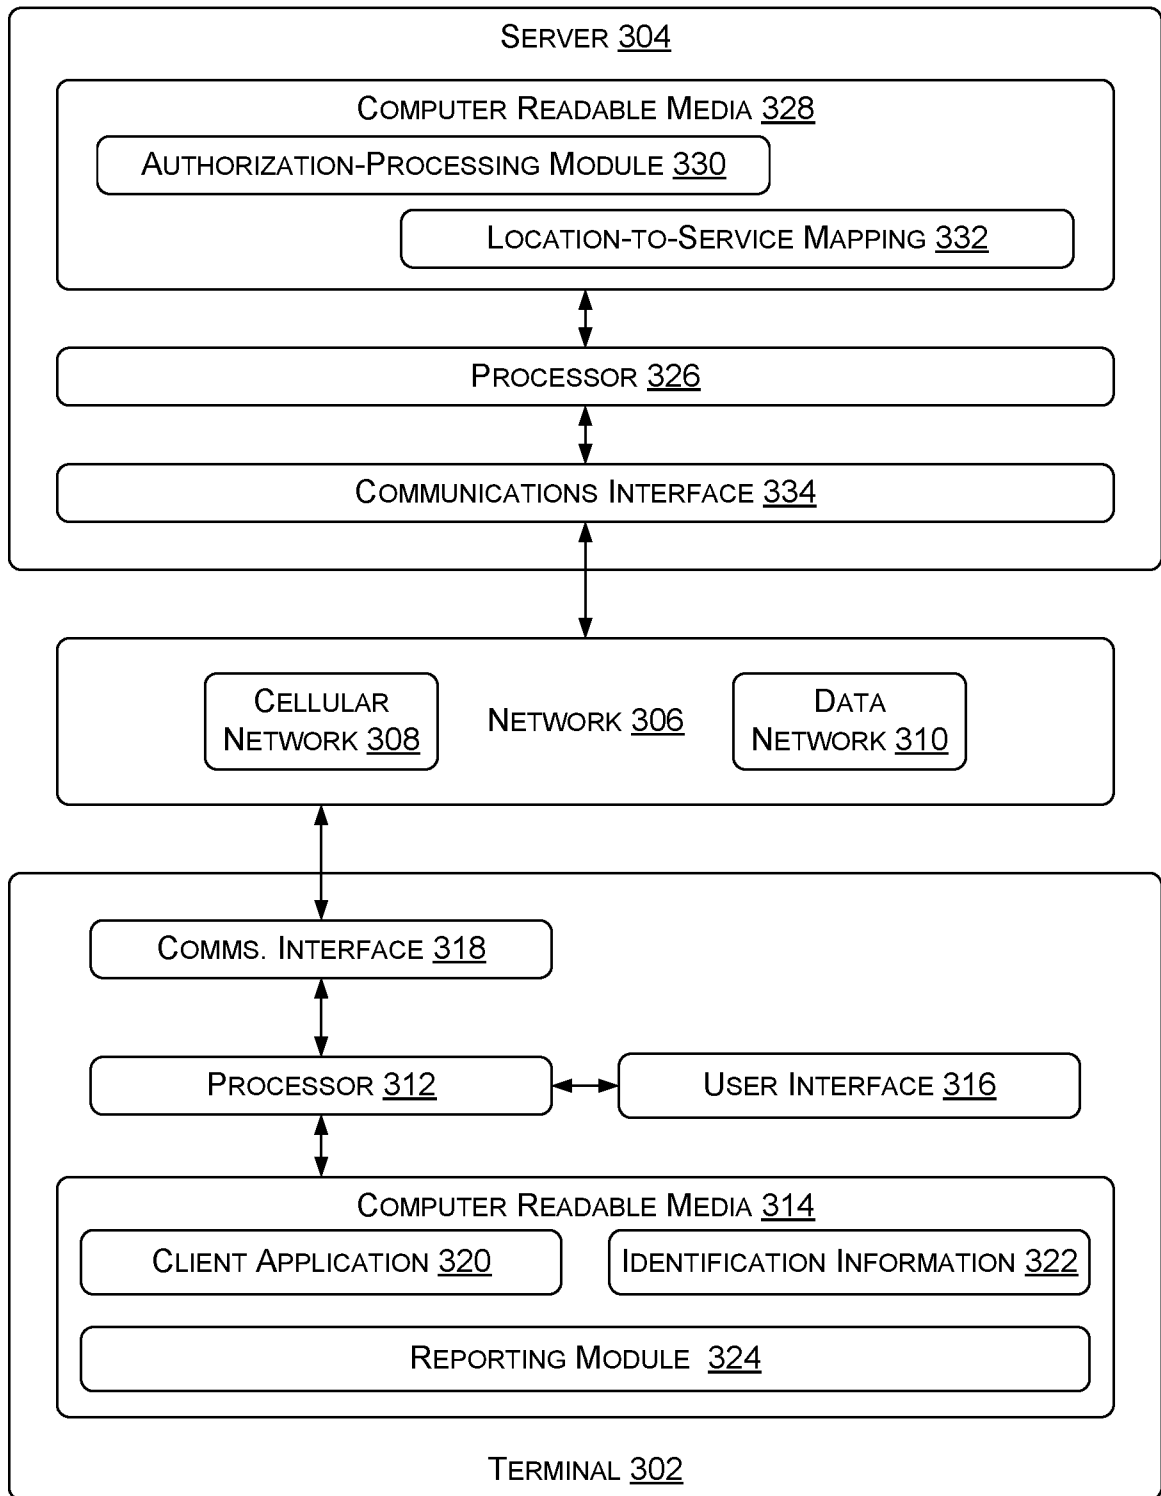 SERVER 304
COMPUTER READABLE MEDIA 328
AUTHORIZATION-PROCESSING MODULE 330
LOCATION-TO-SERVICE MAPPING 332
PROCESSOR 326
COMMUNICATIONS INTERFACE 334
CELLULAR
NETWORK 308
NETWORK 306
DATA
NETWORK 310
COMMS. INTERFACE 318
PROCESSOR 312
USER INTERFACE 316
COMPUTER READABLE MEDIA 314
CLIENT APPLICATION 320
IDENTIFICATION INFORMATION 322
REPORTING MODULE 324
TERMINAL 302